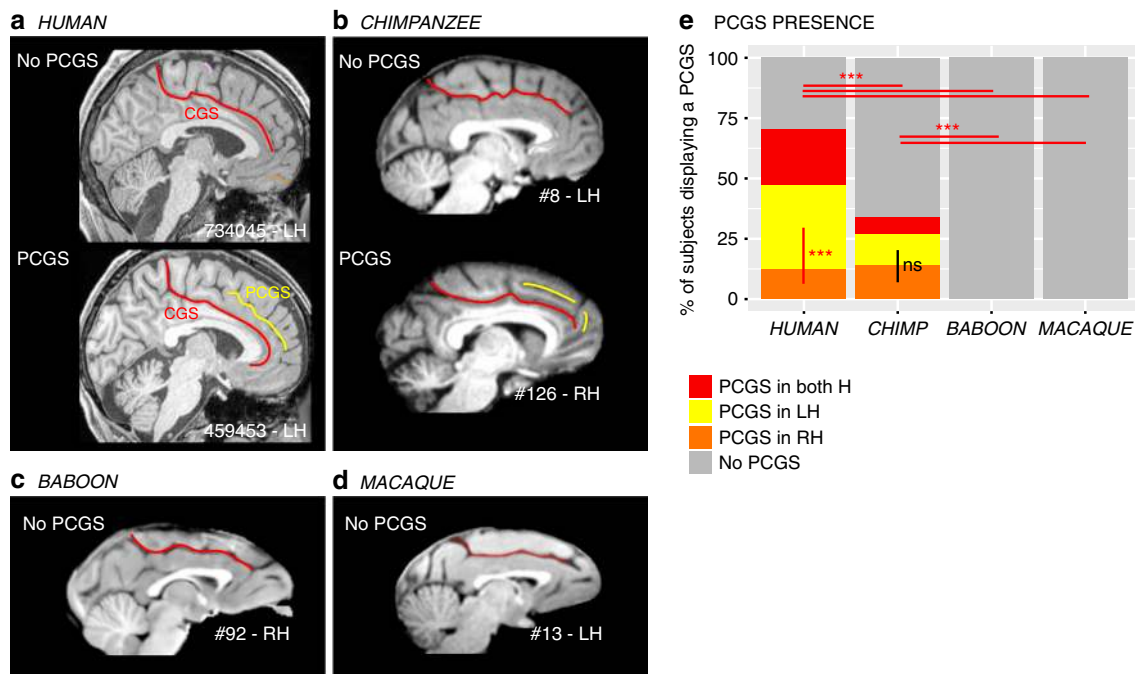 a HUMAN
No PCGS
CGS
734045 - LH
PCGS
PCGS
CGS
459453 - LH
b CHIMPANZEE
No PCGS
#8 - LH
PCGS
#126 - RH
c BABOON
No PCGS
#92 - RH
d MACAQUE
No PCGS
#13 - LH
e PCGS PRESENCE
% of subjects displaying a PCGS
100
75
50
25
0
***
***
***
ns
HUMAN CHIMP BABOON MACAQUE
PCGS in both H
PCGS in LH
PCGS in RH
No PCGS